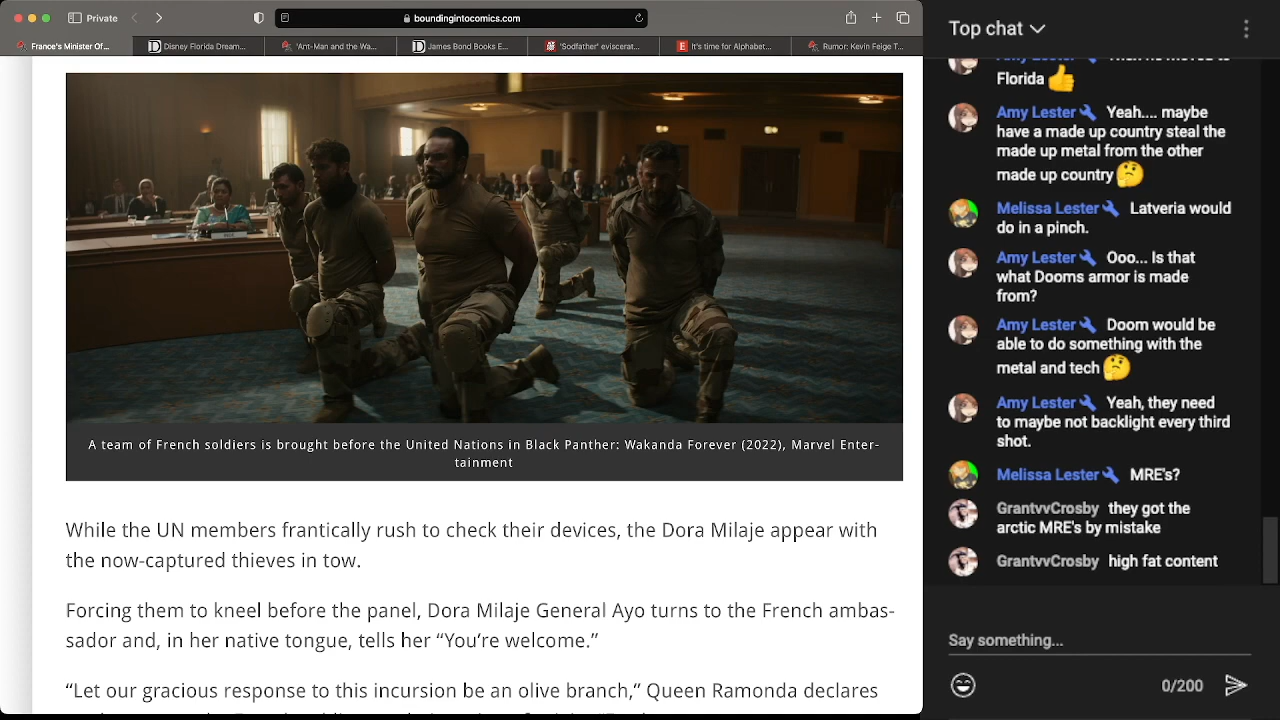 Private
boundingintocomics.com
France's Minister Of...
Disney Florida Dream...
'Ant-Man and the Wa...
James Bond Books E...
'Sodfather' eviscerat...
It's time for Alphabet...
Rumor: Kevin Feige T...
A team of French soldiers is brought before the United Nations in Black Panther: Wakanda Forever (2022), Marvel Enter-
tainment
While the UN members frantically rush to check their devices, the Dora Milaje appear with
the now-captured thieves in tow.
Forcing them to kneel before the panel, Dora Milaje General Ayo turns to the French ambas-
sador and, in her native tongue, tells her “You’re welcome.”
“Let our gracious response to this incursion be an olive branch,” Queen Ramonda declares
Top chat
Florida 👍
Amy Lester Yeah.... maybe
have a made up country steal the
made up metal from the other
made up country 🤔
Melissa Lester Latveria would
do in a pinch.
Amy Lester Ooo... Is that
what Dooms armor is made
from?
Amy Lester Doom would be
able to do something with the
metal and tech 🤔
Amy Lester Yeah, they need
to maybe not backlight every third
shot.
Melissa Lester MRE's?
GrantvvCrosby they got the
arctic MRE's by mistake
GrantvvCrosby high fat content
Say something...
0/200